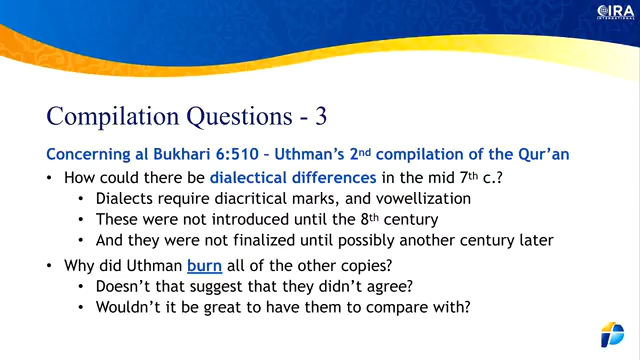 CIRA
INTERNATIONAL
Compilation Questions - 3
Concerning al Bukhari 6:510 – Uthman's 2nd compilation of the Qur'an
• How could there be dialectical differences in the mid 7th c.?
• Dialects require diacritical marks, and vowellization
• These were not introduced until the 8th century
• And they were not finalized until possibly another century later
• Why did Uthman burn all of the other copies?
• Doesn't that suggest that they didn't agree?
• Wouldn't it be great to have them to compare with?